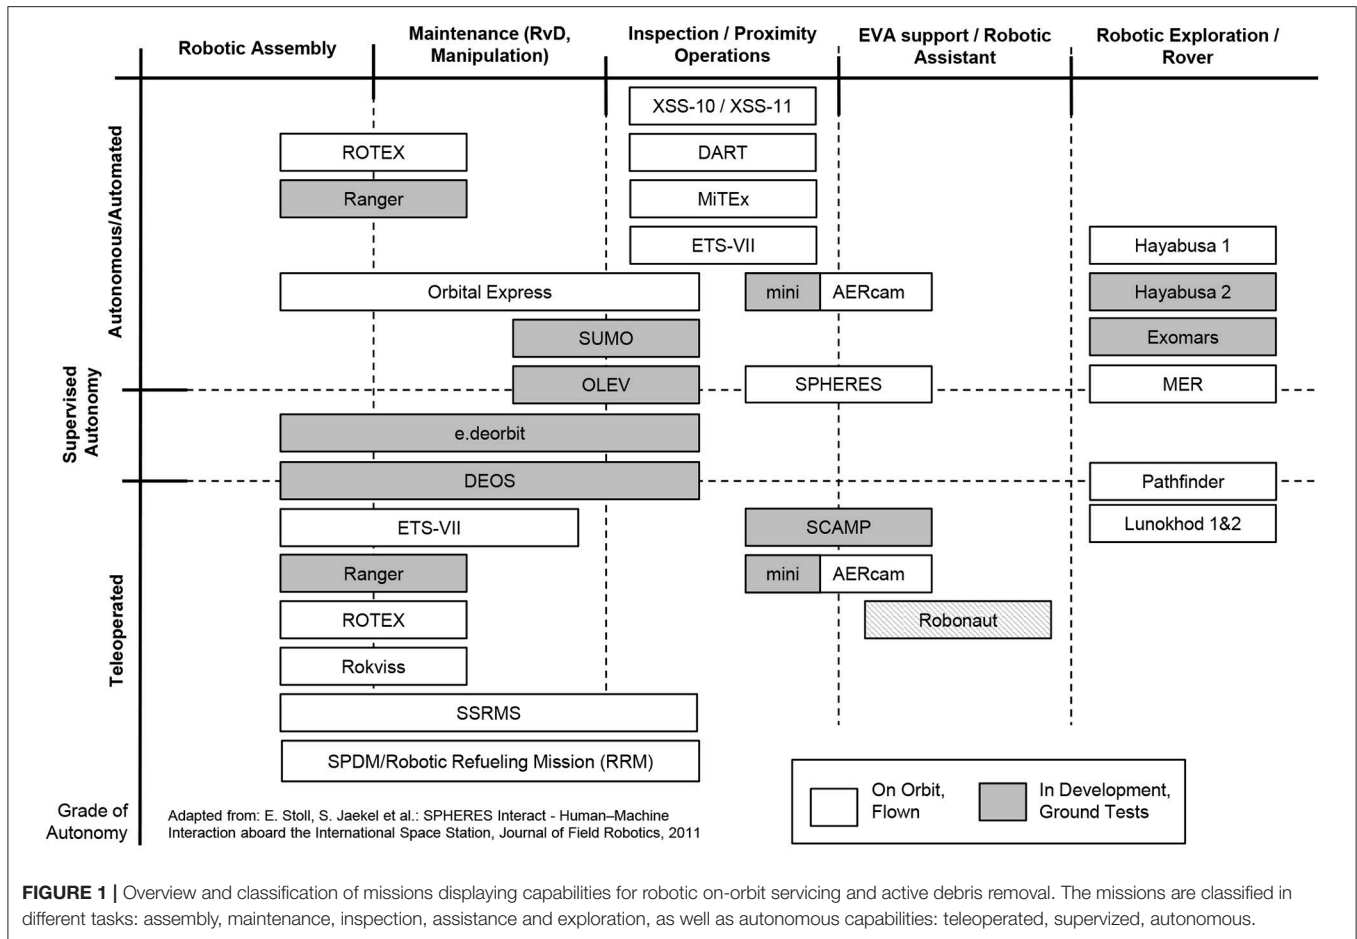 Robotic Assembly
Maintenance (RvD,
Manipulation)
Inspection / Proximity
Operations
EVA support / Robotic
Assistant
Robotic Exploration /
Rover
Autonomous/Automated
Supervised
Autonomy
Teleoperated
Grade of
Autonomy
XSS-10 / XSS-11
ROTEX
DART
Ranger
MiTEx
ETS-VII
Hayabusa 1
Orbital Express
mini
AERcam
Hayabusa 2
SUMO
Exomars
OLEV
SPHERES
MER
e.deorbit
DEOS
Pathfinder
ETS-VII
SCAMP
Lunokhod 1&2
Ranger
mini
AERcam
ROTEX
Robonaut
Rokviss
SSRMS
SPDM/Robotic Refueling Mission (RRM)
On Orbit,
Flown
In Development,
Ground Tests
Adapted from: E. Stoll, S. Jaekel et al.: SPHERES Interact - Human–Machine
Interaction aboard the International Space Station, Journal of Field Robotics, 2011
FIGURE 1 | Overview and classification of missions displaying capabilities for robotic on-orbit servicing and active debris removal. The missions are classified in
different tasks: assembly, maintenance, inspection, assistance and exploration, as well as autonomous capabilities: teleoperated, supervized, autonomous.